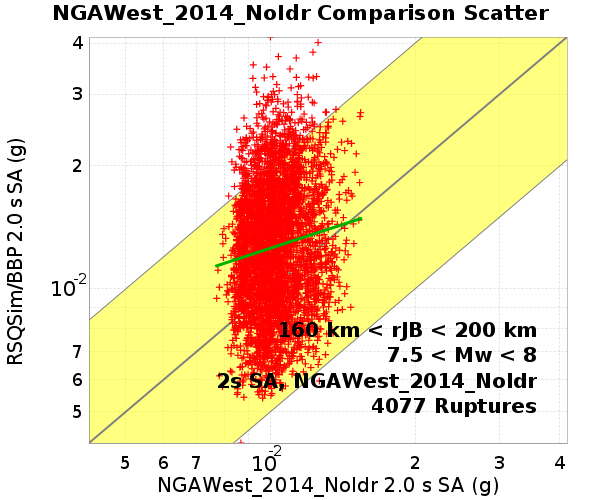 NGAWest_2014_NoIdr Comparison Scatter
4
3
2
10-2
7
6
5
RSQSim/BBP 2.0 s SA (g)
160 km < rJB < 200 km
7.5 < Mw < 8
2s SA, NGAWest_2014_NoIdr
4077 Ruptures
5 6 7 10-2 2 3 4
NGAWest_2014_NoIdr 2.0 s SA (g)